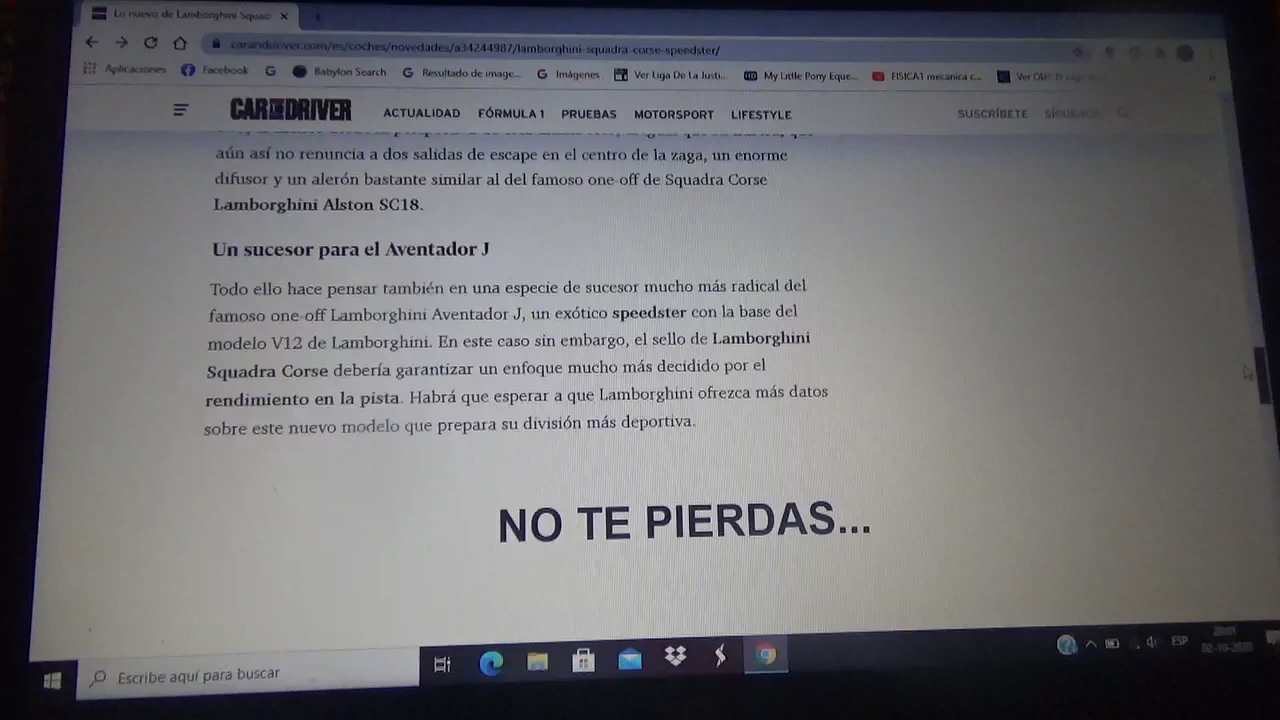 Lo nuevo de Lamborghini Squadr
carandsdriver.com/es/coches/novedades/a34244987/lamborghini-squadra-corse-speedster/
Aplicaciones Facebook Babylon Search Resultado de image... Imágenes Ver Liga De La Justi... My Little Pony Eque... FISICA1 mecanica c...
CAR DRIVER ACTUALIDAD FÓRMULA 1 PRUEBAS MOTORSPORT LIFESTYLE SUSCRÍBETE SÍGUENOS
aún así no renuncia a dos salidas de escape en el centro de la zaga, un enorme
difusor y un alerón bastante similar al del famoso one-off de Squadra Corse
Lamborghini Alston SC18.
Un sucesor para el Aventador J
Todo ello hace pensar también en una especie de sucesor mucho más radical del
famoso one-off Lamborghini Aventador J, un exótico speedster con la base del
modelo V12 de Lamborghini. En este caso sin embargo, el sello de Lamborghini
Squadra Corse debería garantizar un enfoque mucho más decidido por el
rendimiento en la pista. Habrá que esperar a que Lamborghini ofrezca más datos
sobre este nuevo modelo que prepara su división más deportiva.
NO TE PIERDAS...
Escribe aquí para buscar
ESP
02-10-2020